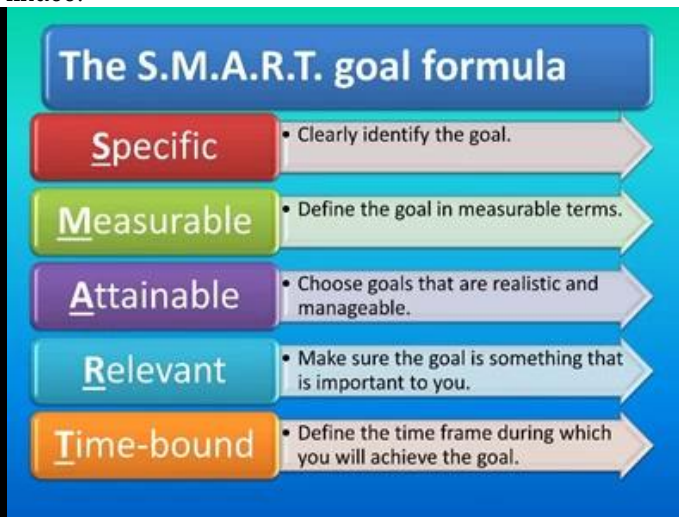 The S.M.A.R.T. goal formula
Specific
• Clearly identify the goal.
Measurable
• Define the goal in measurable terms.
Attainable
• Choose goals that are realistic and
manageable.
Relevant
• Make sure the goal is something that
is important to you.
Time-bound
• Define the time frame during which
you will achieve the goal.